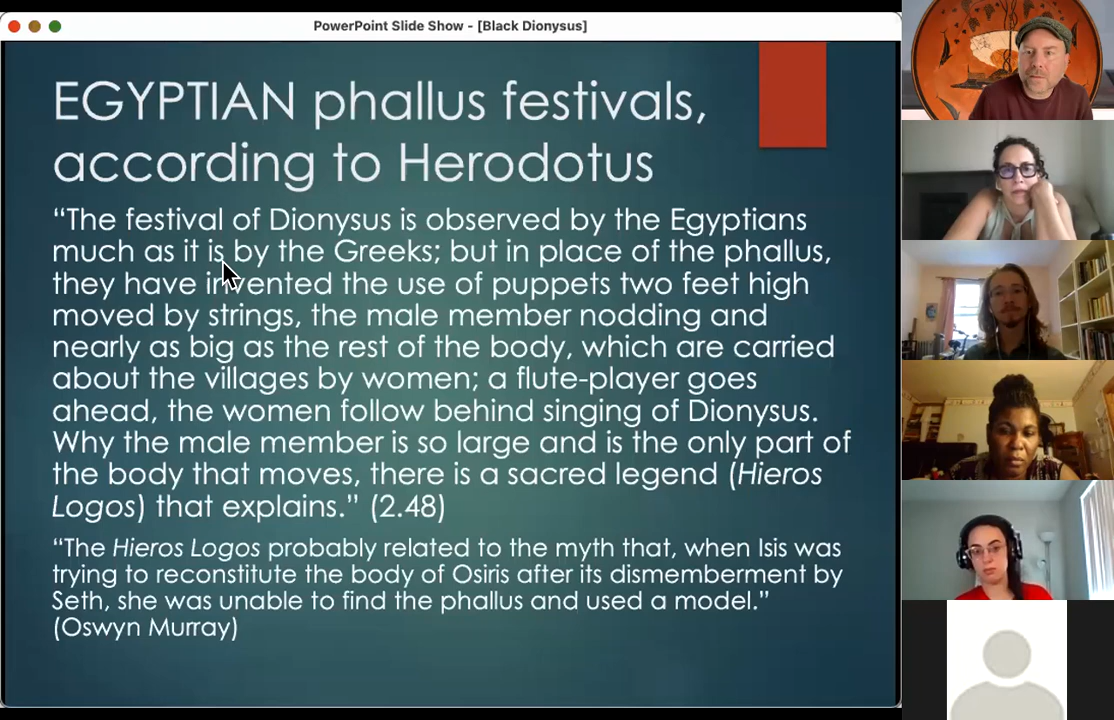 PowerPoint Slide Show - [Black Dionysus]
EGYPTIAN phallus festivals,
according to Herodotus
“The festival of Dionysus is observed by the Egyptians
much as it is by the Greeks; but in place of the phallus,
they have invented the use of puppets two feet high
moved by strings, the male member nodding and
nearly as big as the rest of the body, which are carried
about the villages by women; a flute-player goes
ahead, the women follow behind singing of Dionysus.
Why the male member is so large and is the only part of
the body that moves, there is a sacred legend (Hieros
Logos) that explains.” (2.48)
“The Hieros Logos probably related to the myth that, when Isis was
trying to reconstitute the body of Osiris after its dismemberment by
Seth, she was unable to find the phallus and used a model.”
(Oswyn Murray)